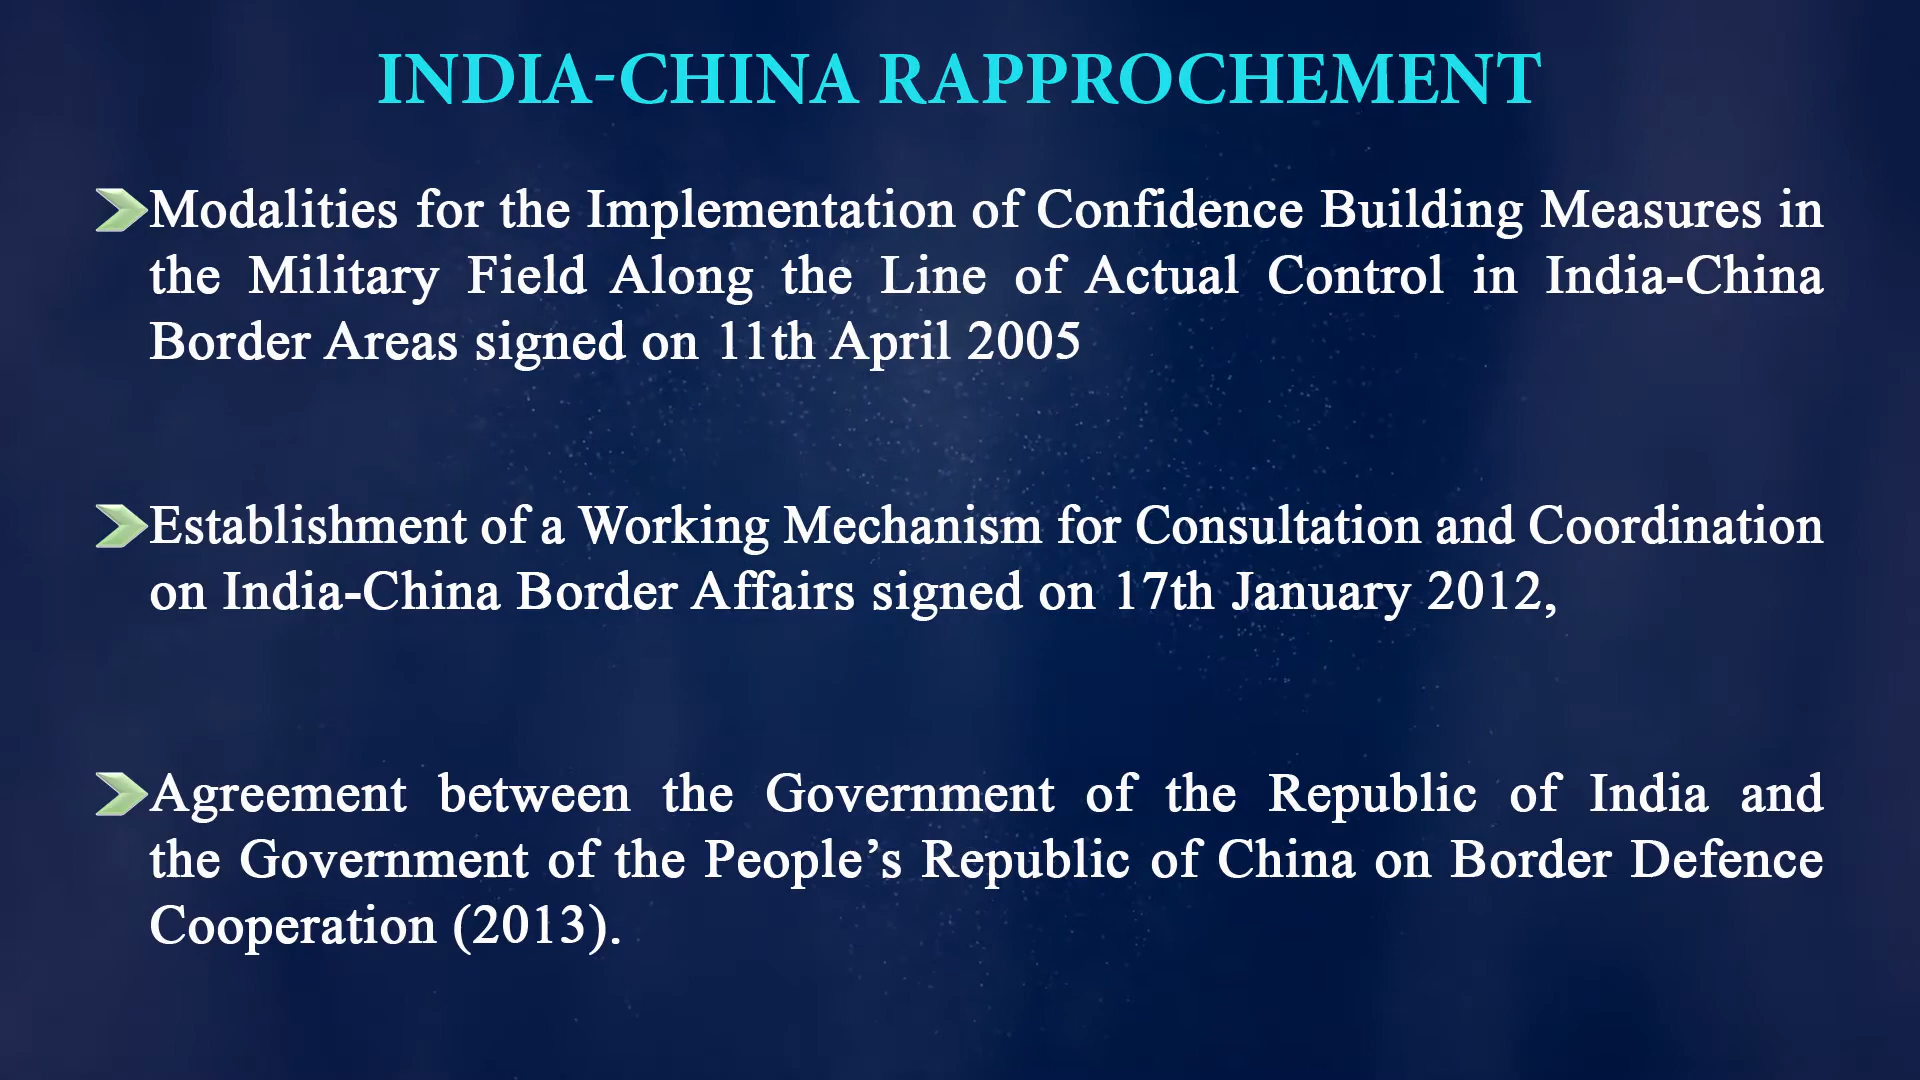 INDIA-CHINA RAPPROCHEMENT
Modalities for the Implementation of Confidence Building Measures in
the Military Field Along the Line of Actual Control in India-China
Border Areas signed on 11th April 2005
Establishment of a Working Mechanism for Consultation and Coordination
on India-China Border Affairs signed on 17th January 2012,
Agreement between the Government of the Republic of India and
the Government of the People’s Republic of China on Border Defence
Cooperation (2013).